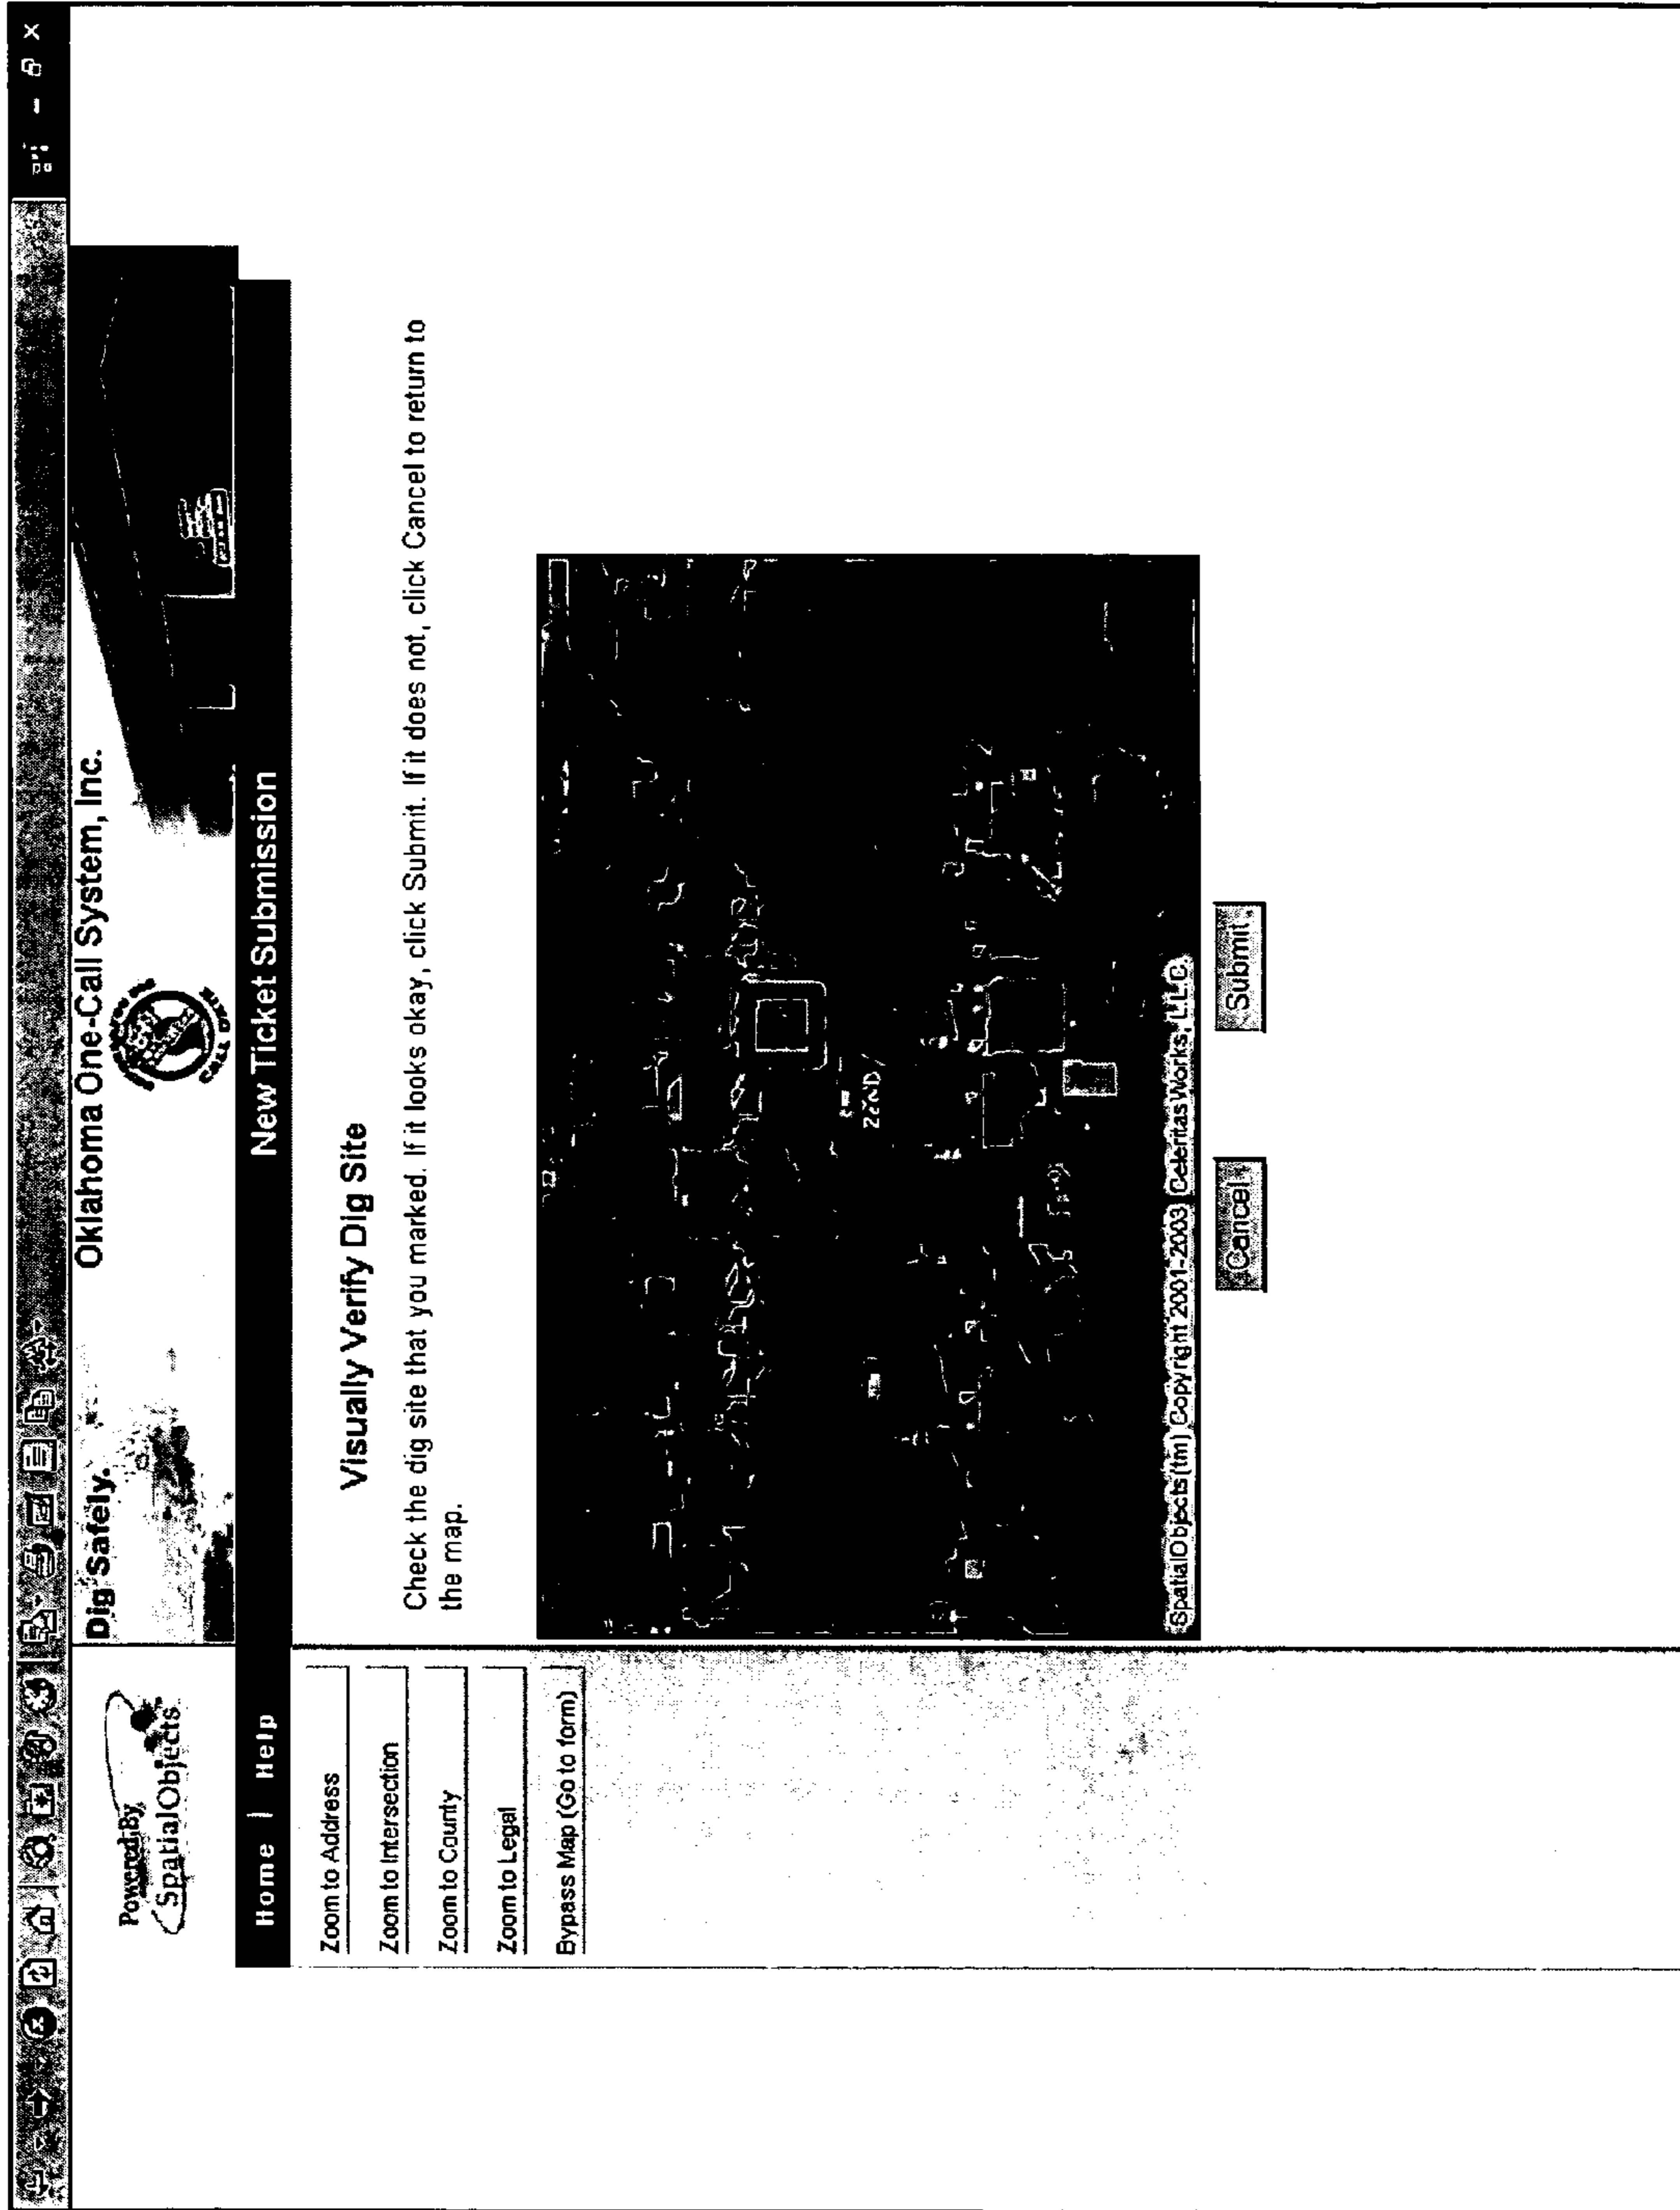 Powered By
SpatialObjects
Dig Safely.
Oklahoma One-Call System, Inc.
Home | Help
New Ticket Submission
Zoom to Address
Zoom to Intersection
Zoom to County
Zoom to Legal
Bypass Map (Go to form)
Visually Verify Dig Site
Check the dig site that you marked. If it looks okay, click Submit. If it does not, click Cancel to return to
the map.
22ND
SpatialObjects(tm) Copyright 2001-2003 CeleritasWorks, L.L.C.
Cancel
Submit